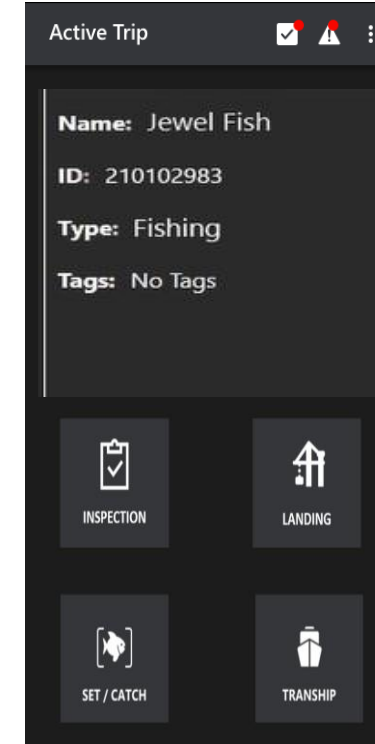 Active Trip
Name: Jewel Fish
ID: 210102983
Type: Fishing
Tags: No Tags
INSPECTION
LANDING
SET / CATCH
TRANSHIP